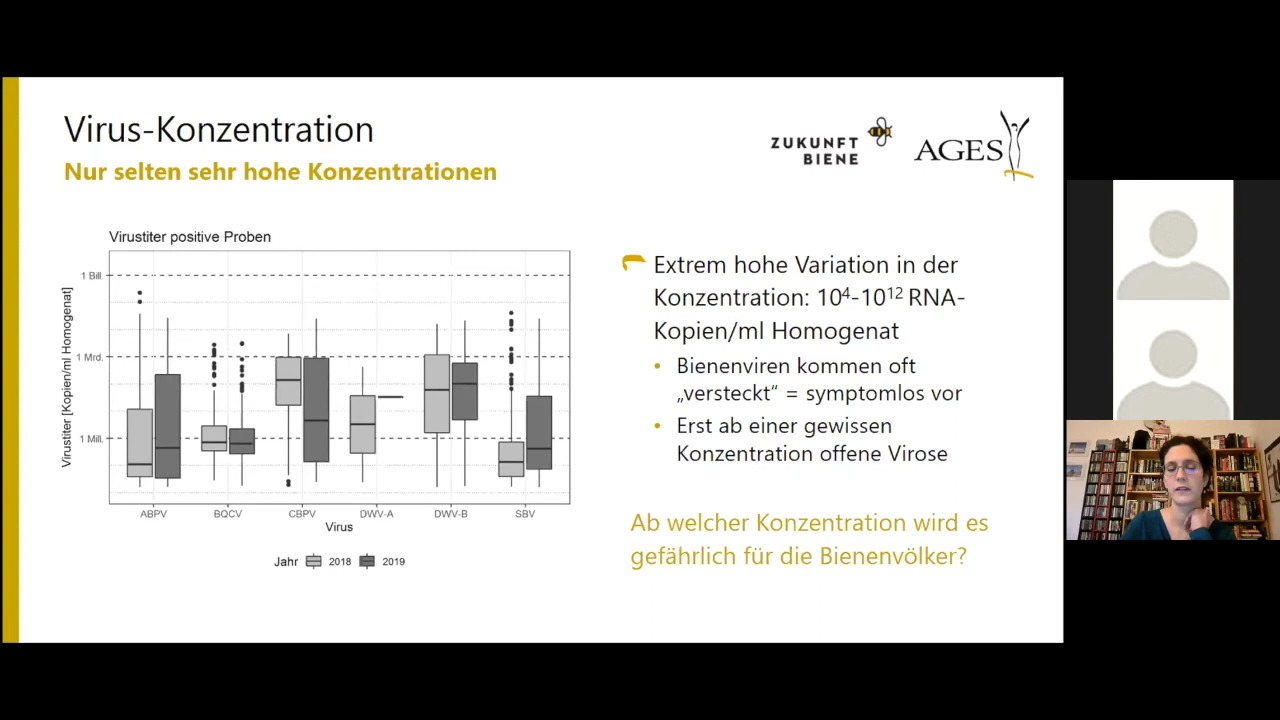 Virus-Konzentration
Nur selten sehr hohe Konzentrationen
ZUKUNFT
BIENE
AGES
Virustiter positive Proben
Virustiter [Kopien/ml Homogenat]
1 Bill.
1 Mrd.
1 Mill.
ABPV BQCV CBPV DWV-A DWV-B SBV
Virus
Jahr 2018 2019
Extrem hohe Variation in der
Konzentration: 10⁴-10¹² RNA-
Kopien/ml Homogenat
• Bienenviren kommen oft
„versteckt“ = symptomlos vor
• Erst ab einer gewissen
Konzentration offene Virose
Ab welcher Konzentration wird es
gefährlich für die Bienenvölker?